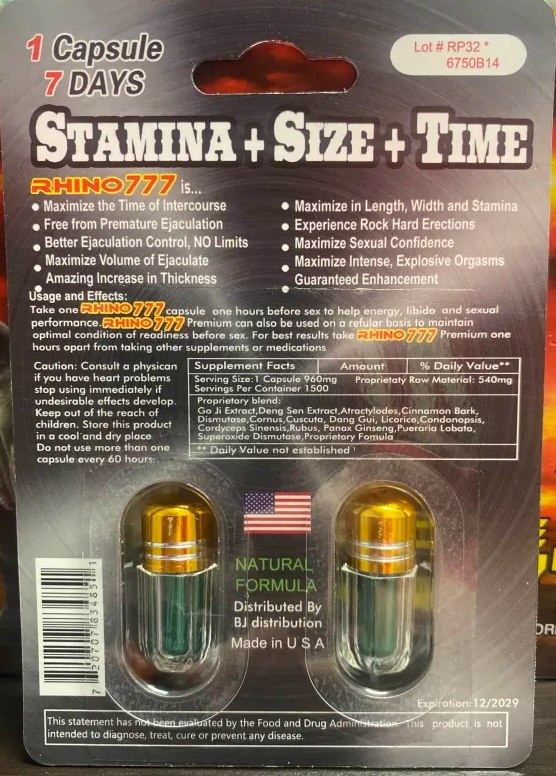 1 Capsule
7 DAYS
Lot # RP32 *
6750B14
STAMINA + SIZE + TIME
RHINO777 is...
Maximize the Time of Intercourse
Free from Premature Ejaculation
Better Ejaculation Control, NO Limits
Maximize Volume of Ejaculate
Amazing Increase in Thickness
Maximize in Length, Width and Stamina
Experience Rock Hard Erections
Maximize Sexual Confidence
Maximize Intense, Explosive Orgasms
Guaranteed Enhancement
Usage and Effects:
Take one RHINO777 capsule one hours before sex to help energy, libido and sexual
performance. RHINO777 Premium can also be used on a refular basis to maintain
optimal condition of readiness before sex. For best results take RHINO777 Premium one
hours apart from taking other supplements or medications
Caution: Consult a physician
if you have heart problems
stop using immediately if
undesirable effects develop.
Keep out of the reach of
children. Store this product
in a cool and dry place
Do not use more than one
capsule every 60 hours.
Supplement Facts Amount % Daily Value**
Serving Size:1 Capsule 960mg Proprietaty Raw Material: 540mg
Servings Per Container 1500
Proprietary blend:
Go Ji Extract,Deng Sen Extract,Atractylodes,Cinnamon Bark,
Dismutase,Cornus,Cuscuta, Dang Gui, Licorice,Condonopsis,
Cordyceps Sinensis,Rubus, Panax Ginseng,Pueraria Lobata,
Superoxide Dismutase,Proprietory Fomula
** Daily Value not established
NATURAL
FORMULA
Distributed By
BJ distribution
Made in U S A
7 20707 83485 1
Expiration:12/2029
This statement has not been evaluated by the Food and Drug Administration. This product is not
intended to diagnose, treat, cure or prevent any disease.